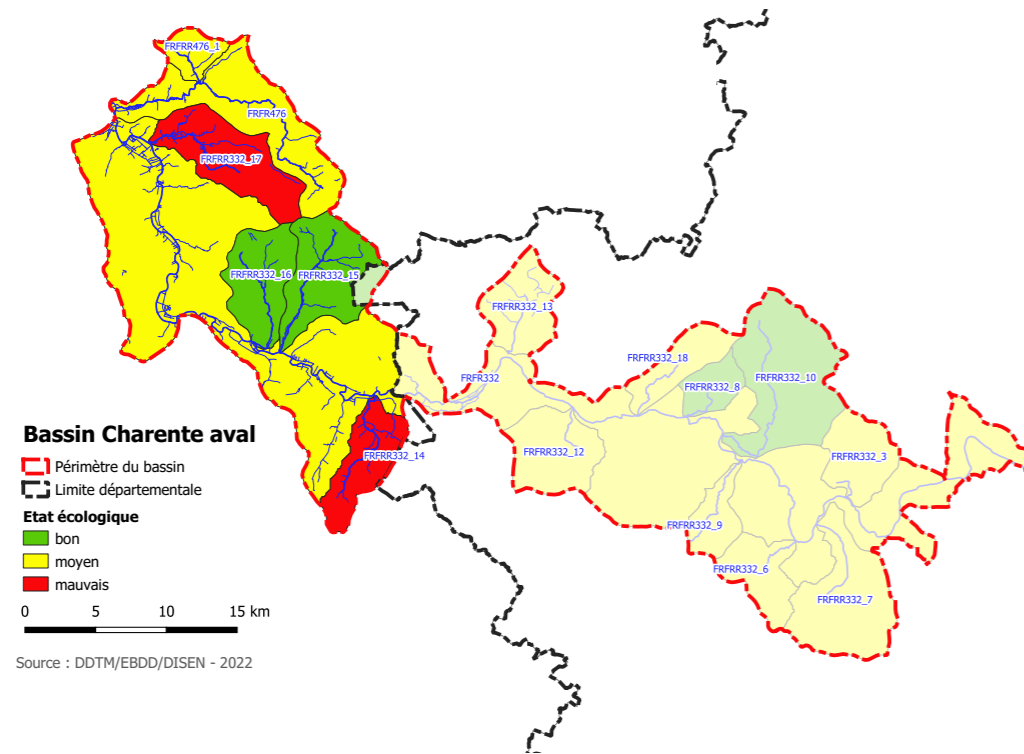 FRFRR476_1
FRFR476
FRFRR332_17
FRFRR332_16
FRFRR332_15
FRFRR332_13
FRFRR332_18
FRFR332
FRFRR332_8
FRFRR332_10
FRFRR332_12
FRFRR332_14
FRFRR332_3
FRFRR332_9
FRFRR332_6
FRFRR332_7
Bassin Charente aval
Périmètre du bassin
Limite départementale
Etat écologique
bon
moyen
mauvais
0 5 10 15 km
Source : DDTM/EBDD/DISEN - 2022